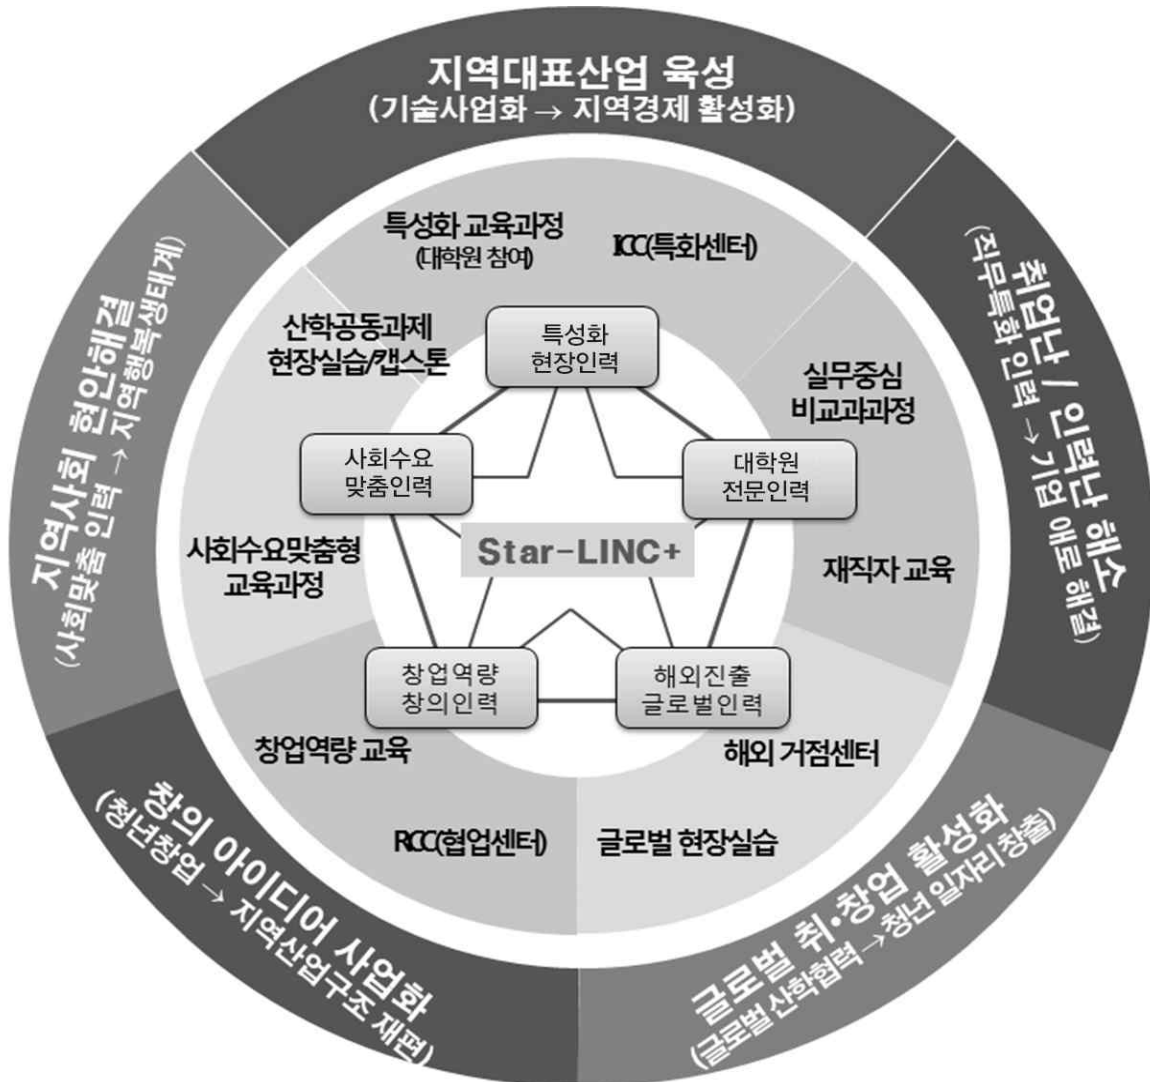 지역대표산업 육성
(기술사업화 → 지역경제 활성화)
취업난 / 인력난 해소
(직무특화 인력 → 기업 애로 해결)
글로벌 취·창업 활성화
(글로벌 산학협력 → 청년 일자리 창출)
창의 아이디어 사업화
(청년창업 → 지역산업구조 재편)
지역사회 현안해결
(사회맞춤 인력 → 지역행복생태계)
특성화 교육과정
(대학원 참여)
ICC(특화센터)
산학공동과제
현장실습/캡스톤
실무중심
비교과과정
사회수요맞춤형
교육과정
재직자 교육
창업역량 교육
해외 거점센터
RCC(협업센터)
글로벌 현장실습
특성화
현장인력
사회수요
맞춤인력
대학원
전문인력
Star-LINC+
창업역량
창의인력
해외진출
글로벌인력